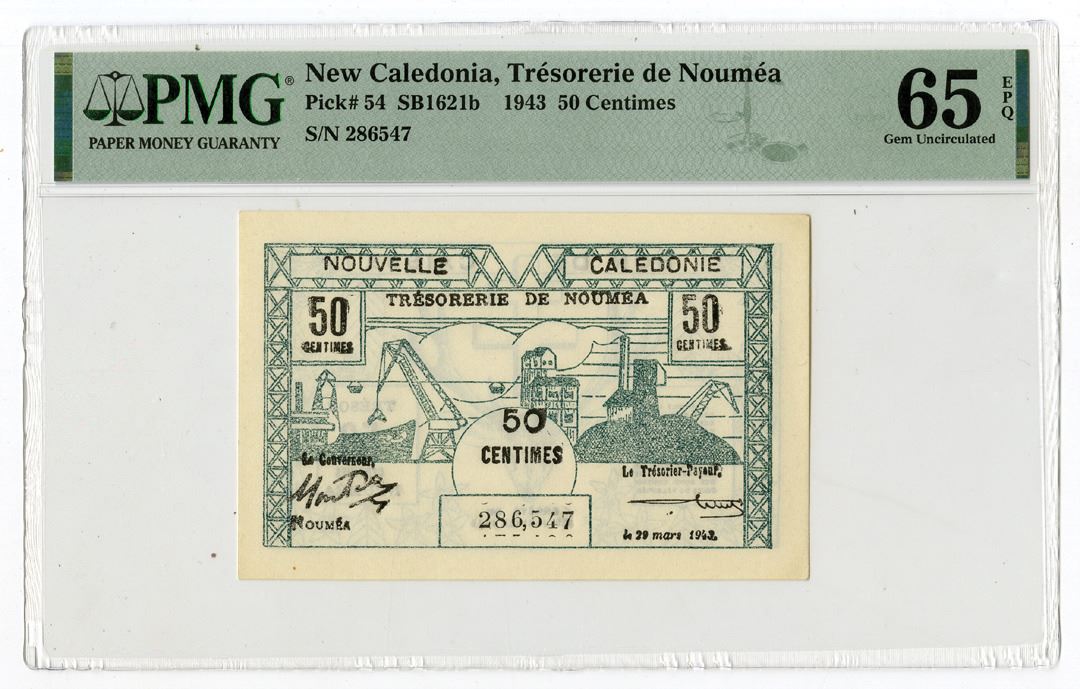 PMG®
PAPER MONEY GUARANTY
New Caledonia, Trésorerie de Nouméa
Pick# 54 SB1621b 1943 50 Centimes
S/N 286547
65 EPQ
Gem Uncirculated
NOUVELLE CALEDONIE
TRÉSORERIE DE NOUMÉA
50 CENTIMES
50 CENTIMES
50
CENTIMES
Le Gouverneur,
Le Trésorier-Payeur,
NOUMÉA
286,547
le 29 mars 1943.